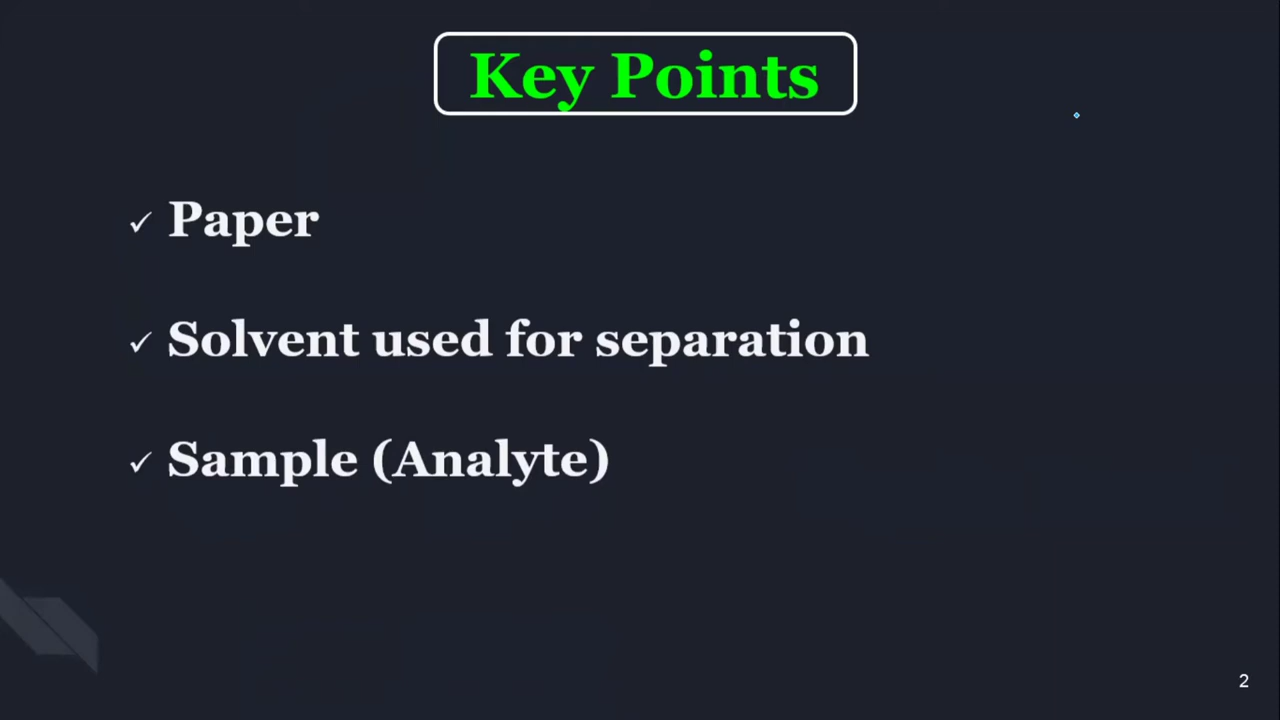 Key Points
✓ Paper
✓ Solvent used for separation
✓ Sample (Analyte)
2